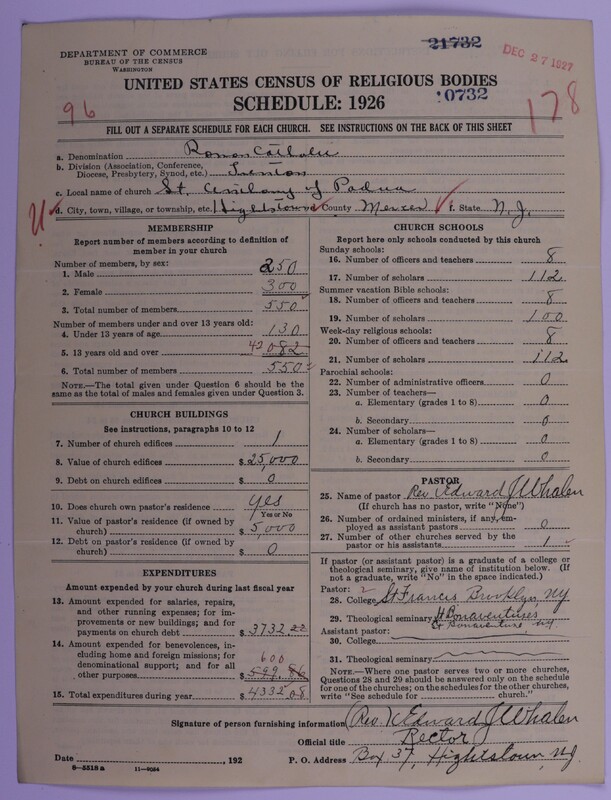 DEPARTMENT OF COMMERCE
BUREAU OF THE CENSUS
WASHINGTON
21732
DEC 27 1927
UNITED STATES CENSUS OF RELIGIOUS BODIES
SCHEDULE: 1926
10732
96
178
FILL OUT A SEPARATE SCHEDULE FOR EACH CHURCH. SEE INSTRUCTIONS ON THE BACK OF THIS SHEET
a. Denomination Roman Catholic
b. Division (Association, Conference, Diocese, Presbytery, Synod, etc.) Trenton
c. Local name of church St. Anthony of Padua
d. City, town, village, or township, etc. Hightstown County Mercer f. State N.J.
MEMBERSHIP
Report number of members according to definition of
member in your church
Number of members, by sex:
1. Male 250
2. Female 300
3. Total number of members 550
Number of members under and over 13 years old:
4. Under 13 years of age 130
5. 13 years old and over 420
6. Total number of members 550
NOTE.—The total given under Question 6 should be the
same as the total of males and females given under Question 3.
CHURCH BUILDINGS
See instructions, paragraphs 10 to 12
7. Number of church edifices 1
8. Value of church edifices $ 25,000
9. Debt on church edifices $ 0
10. Does church own pastor's residence? Yes
Yes or No
11. Value of pastor's residence (if owned by
church) $ 5,000
12. Debt on pastor's residence (if owned by
church) $ 0
EXPENDITURES
Amount expended by your church during last fiscal year
13. Amount expended for salaries, repairs,
and other running expense; for im-
provements or new buildings; and for
payments on church debt $ 3732.22
14. Amount expended for benevolences, in-
cluding home and foreign missions; for
denominational support; and for all
other purposes $ 599.86
600
15. Total expenditures during year $ 4332 08
CHURCH SCHOOLS
Report here only schools conducted by this church
Sunday schools:
16. Number of officers and teachers 8
17. Number of scholars 112
Summer vacation Bible schools:
18. Number of officers and teachers 8
19. Number of scholars 100
Week-day religious schools:
20. Number of officers and teachers 8
21. Number of scholars 112
Parochial schools:
22. Number of administrative officers 0
23. Number of teachers—
a. Elementary (grades 1 to 8) 0
b. Secondary 0
24. Number of scholars—
a. Elementary (grades 1 to 8) 0
b. Secondary 0
PASTOR
25. Name of pastor Rev. V. Edward J Whalen
(If church has no pastor, write "None")
26. Number of ordained ministers, if any, em-
ployed as assistant pastors 0
27. Number of other churches served by the
pastor or his assistants 1
If pastor (or assistant pastor) is a graduate of a college or
theological seminary, give name of institution below. (If
not a graduate, write "No" in the space indicated.)
Pastor:
28. College St Francis Brooklyn, NY
29. Theological seminary St Bonaventures
St Bonaventure NY
Assistant pastor:
30. College
31. Theological seminary
NOTE.—Where one pastor serves two or more churches,
Questions 28 and 29 should be answered only on the schedule
for one of the churches; on the schedules for the other churches,
write "See schedule for church."
Signature of person furnishing information Rev. V. Edward J Whalen
Official title Rector
Date , 192 P. O. Address Box 37, Hightstown, NJ
8—5518 a 11—9064